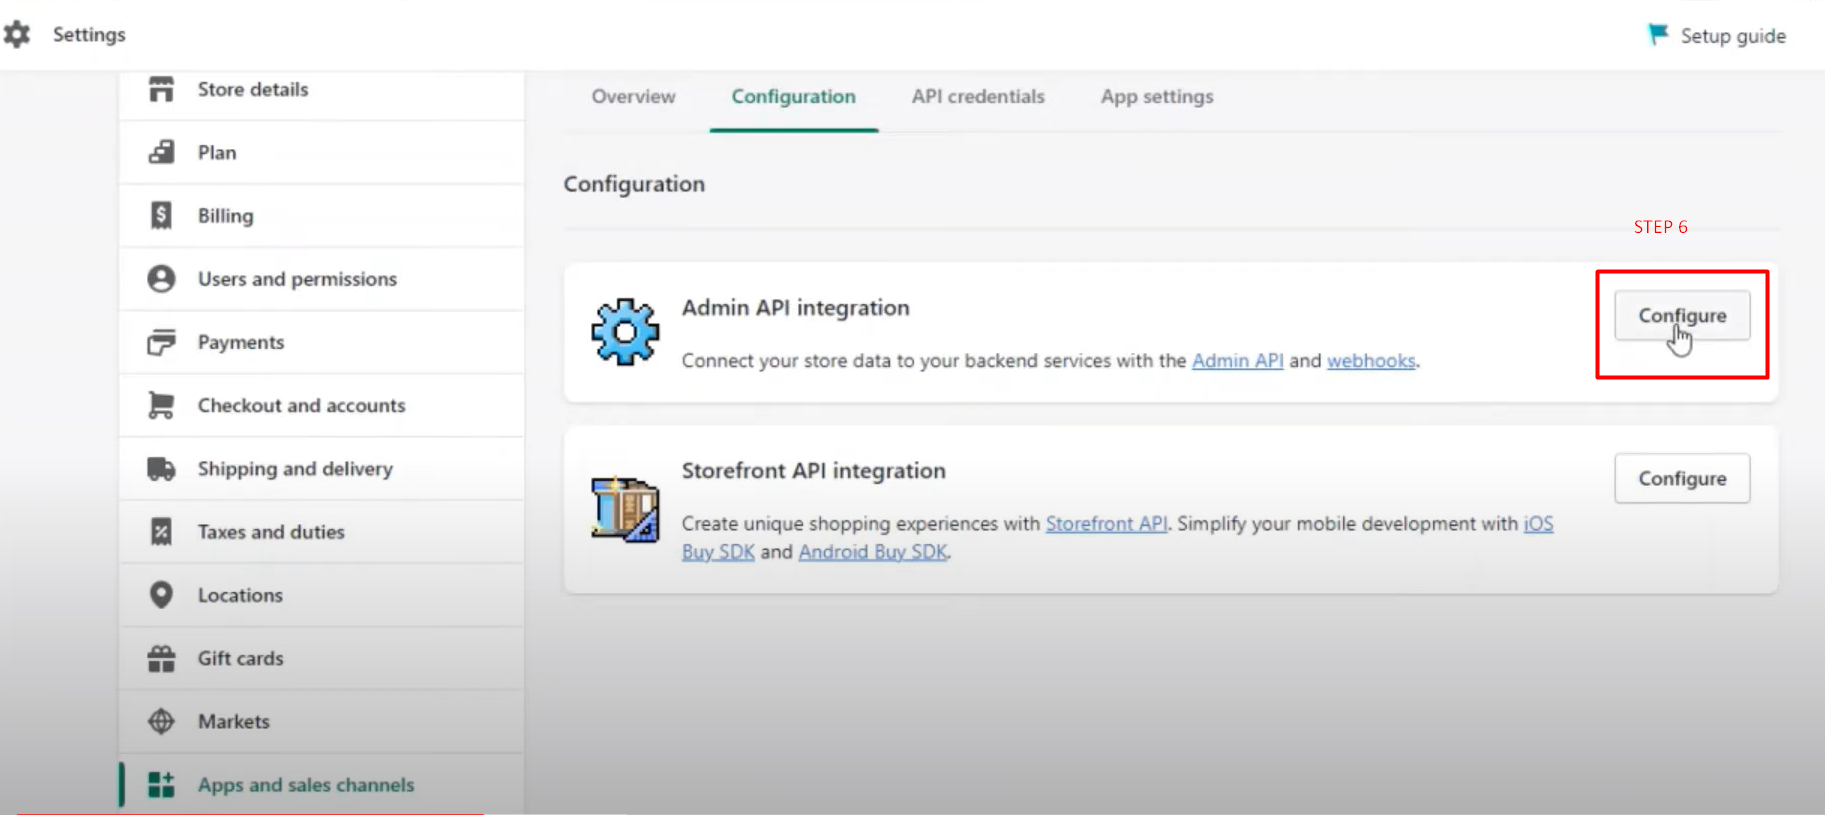 Settings
Setup guide
Store details
Plan
Billing
Users and permissions
Payments
Checkout and accounts
Shipping and delivery
Taxes and duties
Locations
Gift cards
Markets
Apps and sales channels
Overview
Configuration
API credentials
App settings
Configuration
STEP 6
Admin API integration
Configure
Connect your store data to your backend services with the Admin API and webhooks.
Storefront API integration
Configure
Create unique shopping experiences with Storefront API. Simplify your mobile development with iOS
Buy SDK and Android Buy SDK.